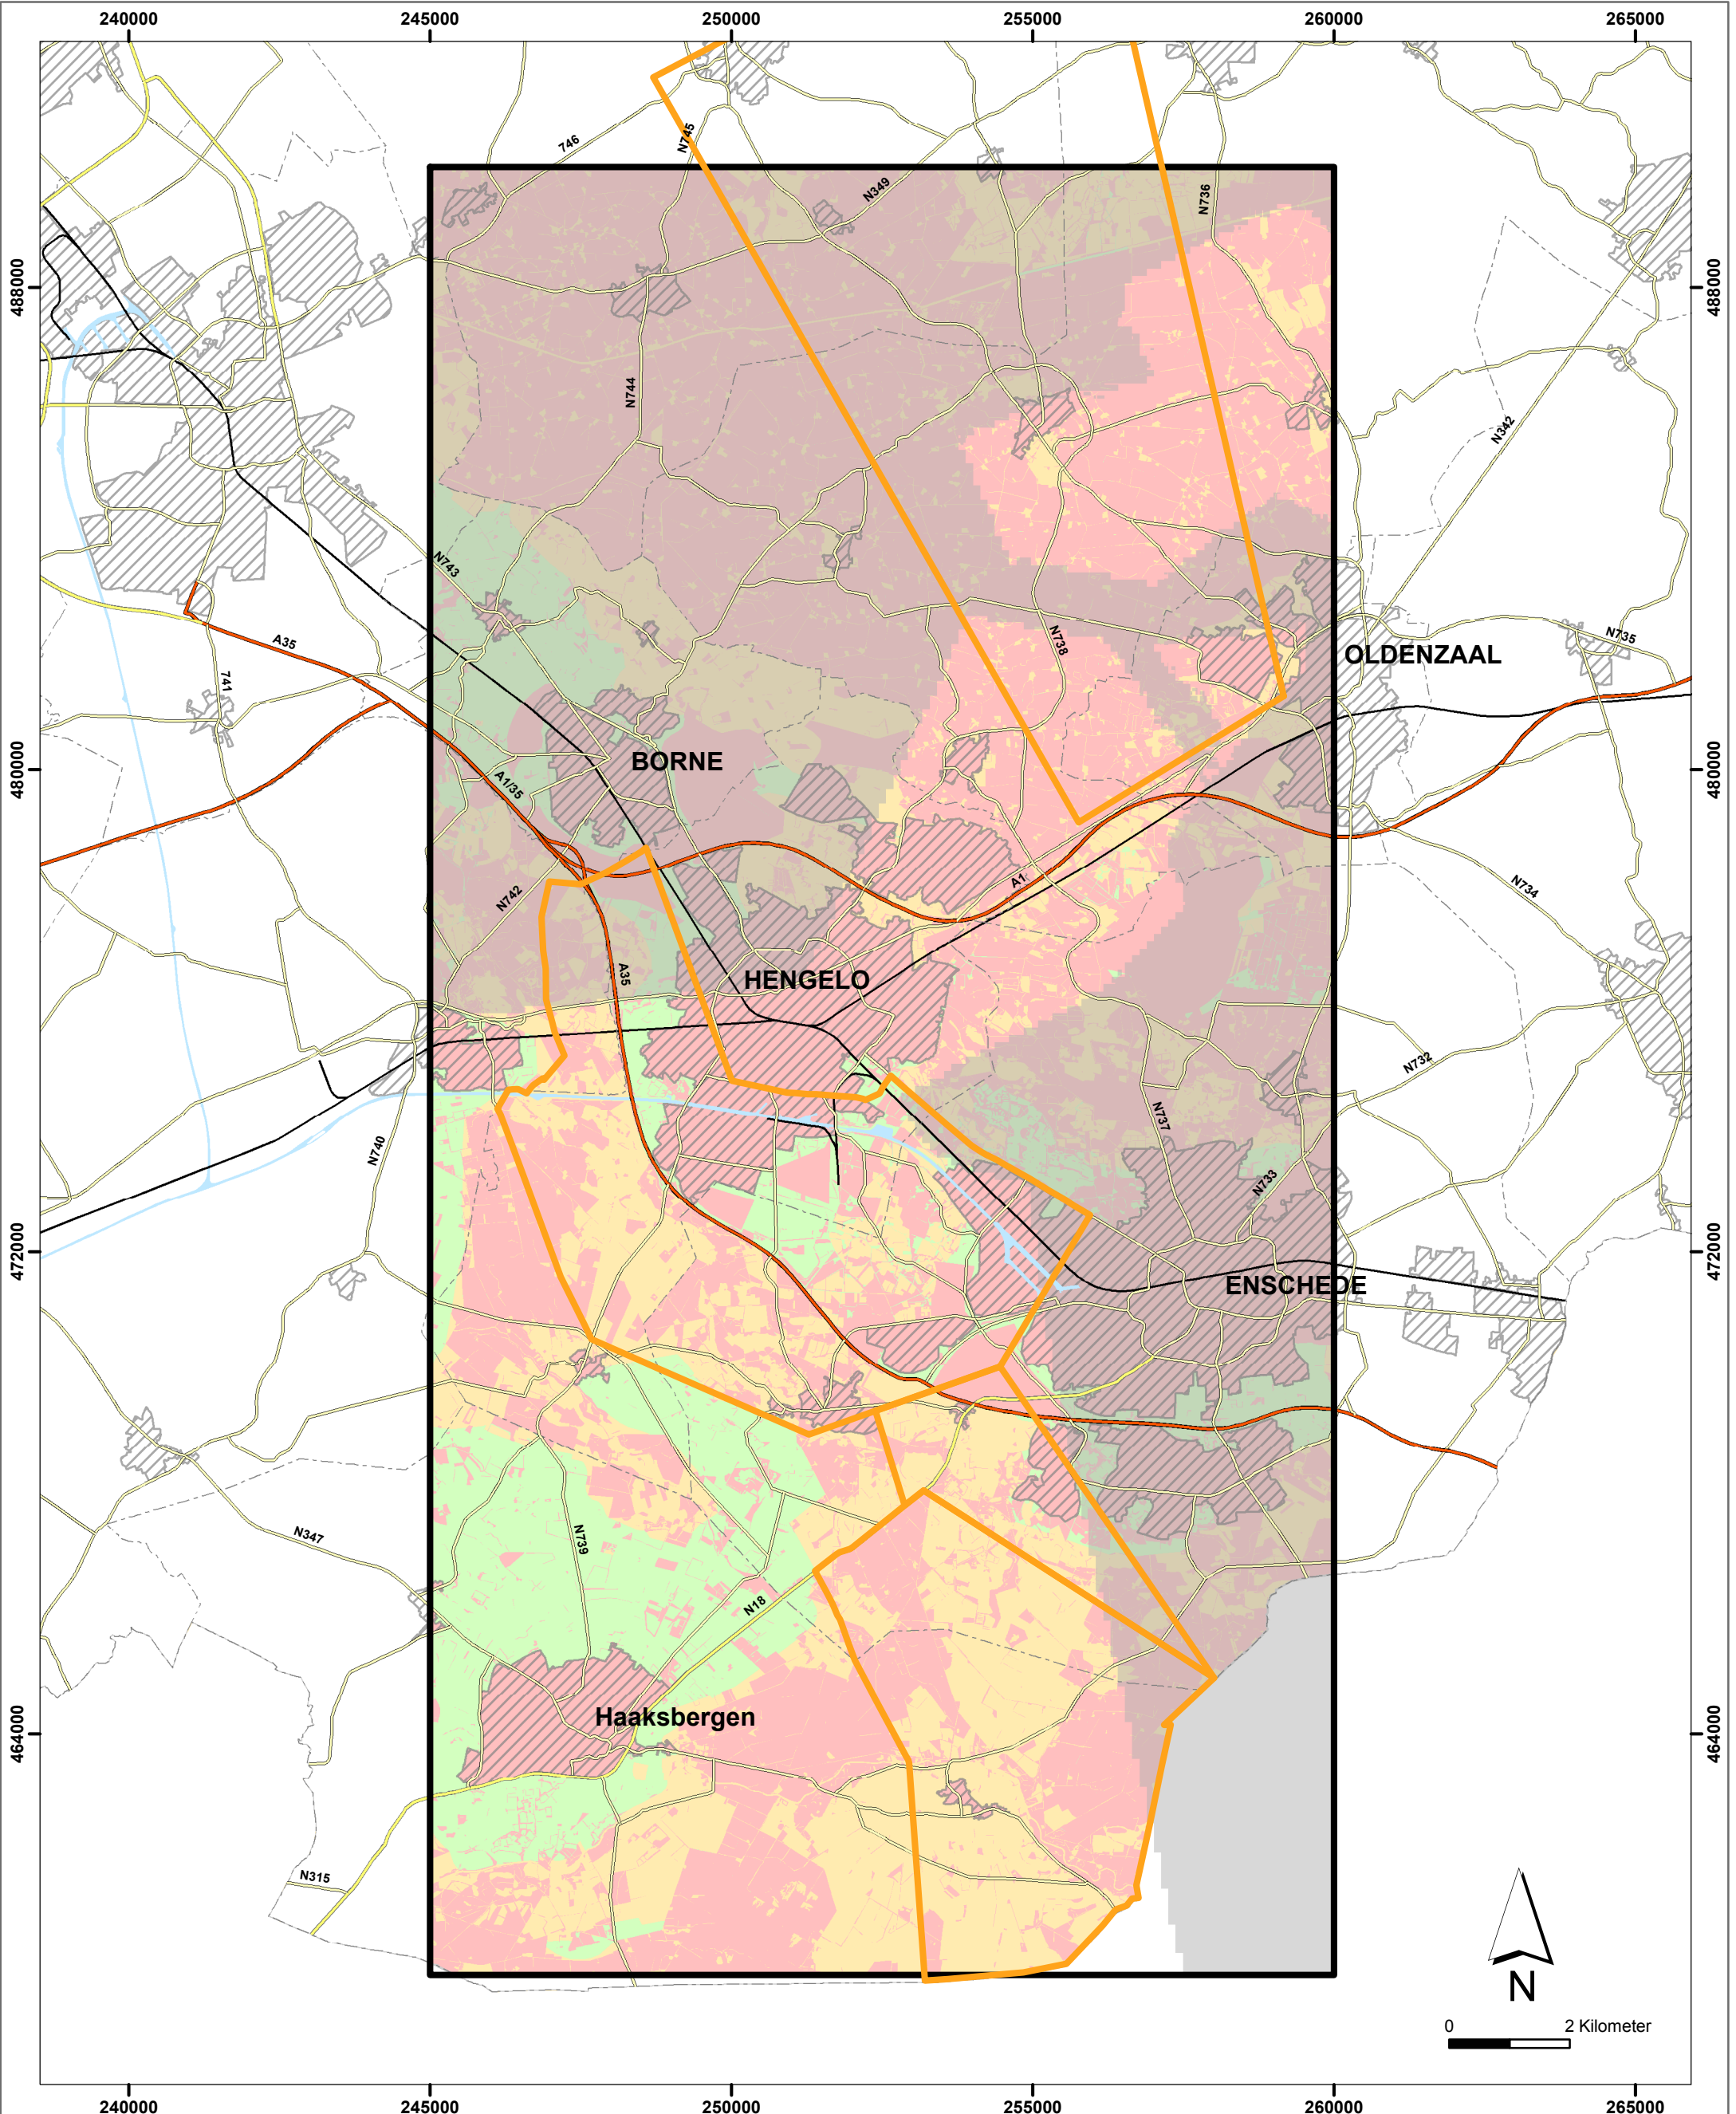 240000 245000 250000 255000 260000 265000
746
N745
N349
N736
488000
488000
N744
N342
N743
A35
741
N738
OLDENZAAL
N735
BORNE
480000
480000
A1/35
N742
A1
N734
A35
HENGELO
N732
N740
N737
N733
472000
472000
ENSCHEDE
N347
N739
N18
Haaksbergen
464000
464000
N315
N
0 2 Kilometer
240000 245000 250000 255000 260000 265000